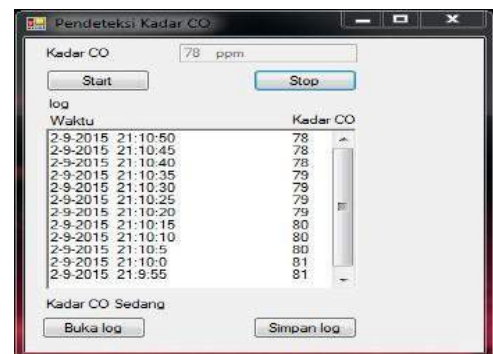 Pendeteksi Kadar CO
Kadar CO 78 ppm
Start Stop
log
Waktu Kadar CO
2-9-2015 21:10:50 78
2-9-2015 21:10:45 78
2-9-2015 21:10:40 78
2-9-2015 21:10:35 79
2-9-2015 21:10:30 79
2-9-2015 21:10:25 79
2-9-2015 21:10:20 79
2-9-2015 21:10:15 80
2-9-2015 21:10:10 80
2-9-2015 21:10:5 80
2-9-2015 21:10:0 81
2-9-2015 21:9:55 81
Kadar CO Sedang
Buka log Simpan log